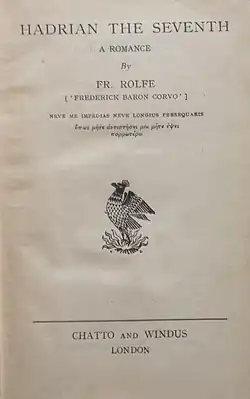 HADRIAN THE SEVENTH
A ROMANCE
By
FR. ROLFE
[ 'FREDERICK BARON CORVO' ]
NEVE ME IMPEDIAS NEVE LONGIUS PERSEQUARIS
CHATTO AND WINDUS
LONDON